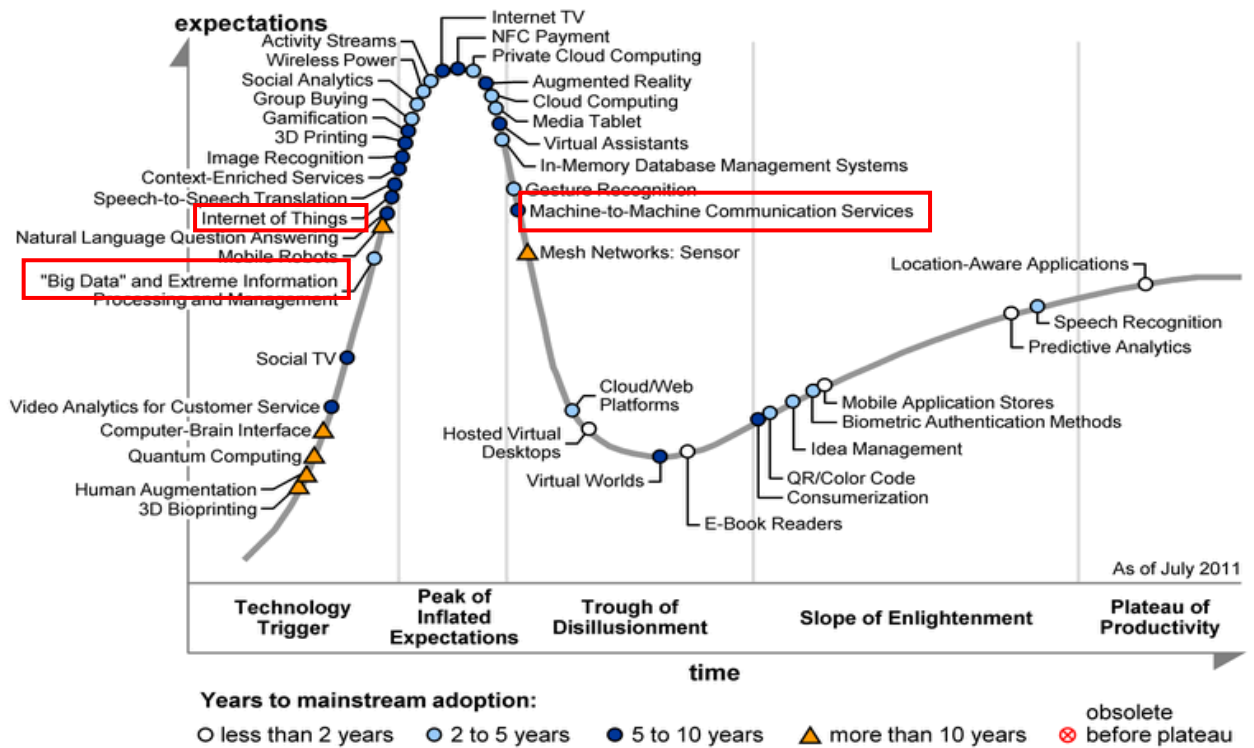 expectations
Activity Streams
Wireless Power
Social Analytics
Group Buying
Gamification
3D Printing
Image Recognition
Context-Enriched Services
Speech-to-Speech Translation
Internet of Things
Natural Language Question Answering
Mobile Robots
"Big Data" and Extreme Information
Processing and Management
Social TV
Video Analytics for Customer Service
Computer-Brain Interface
Quantum Computing
Human Augmentation
3D Bioprinting
Internet TV
NFC Payment
Private Cloud Computing
Augmented Reality
Cloud Computing
Media Tablet
Virtual Assistants
In-Memory Database Management Systems
Gesture Recognition
Machine-to-Machine Communication Services
Mesh Networks: Sensor
Cloud/Web
Platforms
Hosted Virtual
Desktops
Virtual Worlds
E-Book Readers
Consumerization
QR/Color Code
Idea Management
Biometric Authentication Methods
Mobile Application Stores
Predictive Analytics
Speech Recognition
Location-Aware Applications
As of July 2011
Technology
Trigger
Peak of
Inflated
Expectations
Trough of
Disillusionment
Slope of Enlightenment
Plateau of
Productivity
time
Years to mainstream adoption:
less than 2 years
2 to 5 years
5 to 10 years
more than 10 years
obsolete
before plateau